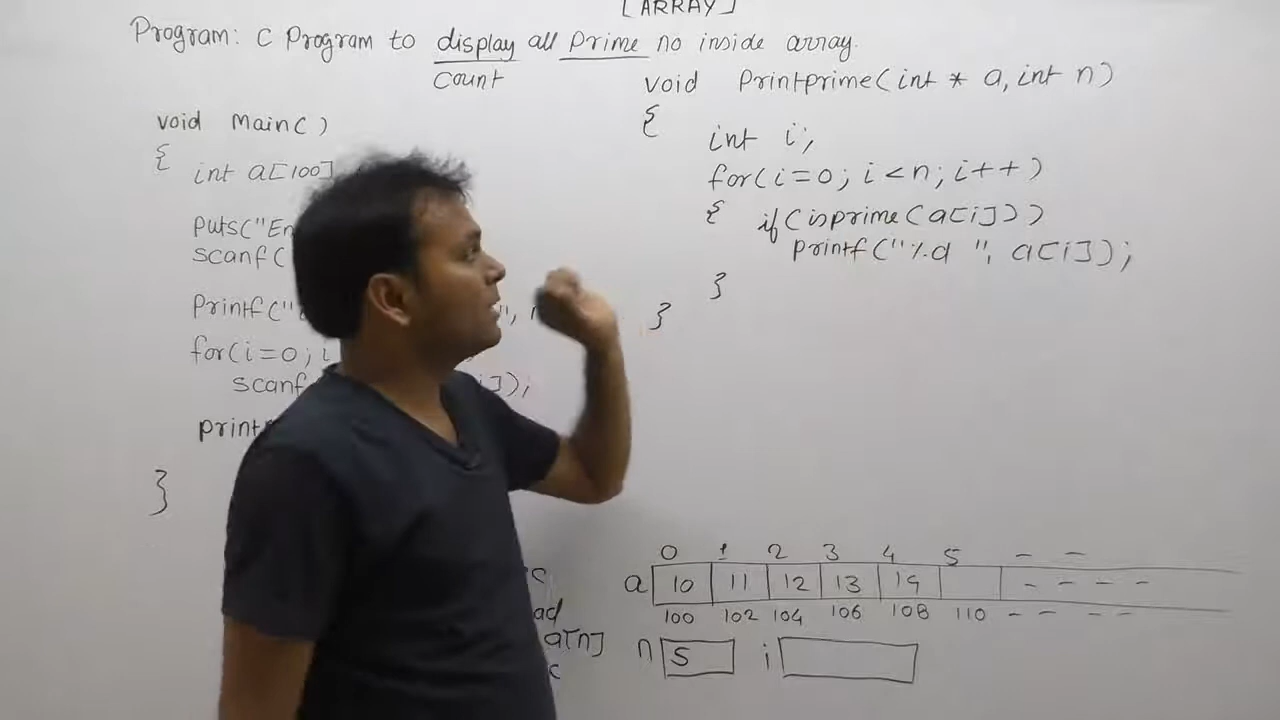 [ARRAY]
Program: C Program to display all prime no inside array.
count
void Main()
{
int a[100]
puts("En
scanf(
Printf("
", n
for(i=0; i
scanf
i]);
print
}
void Printprime(int * a, int n)
{
int i;
for(i=0; i<n; i++)
{ if(isprime(a[i]))
printf("%d ", a[i]);
}
}
c
ad
a[n]
c
0 1 2 3 4 5 - -
a 10 11 12 13 14 - - - -
100 102 104 106 108 110 - - - -
n 5 i